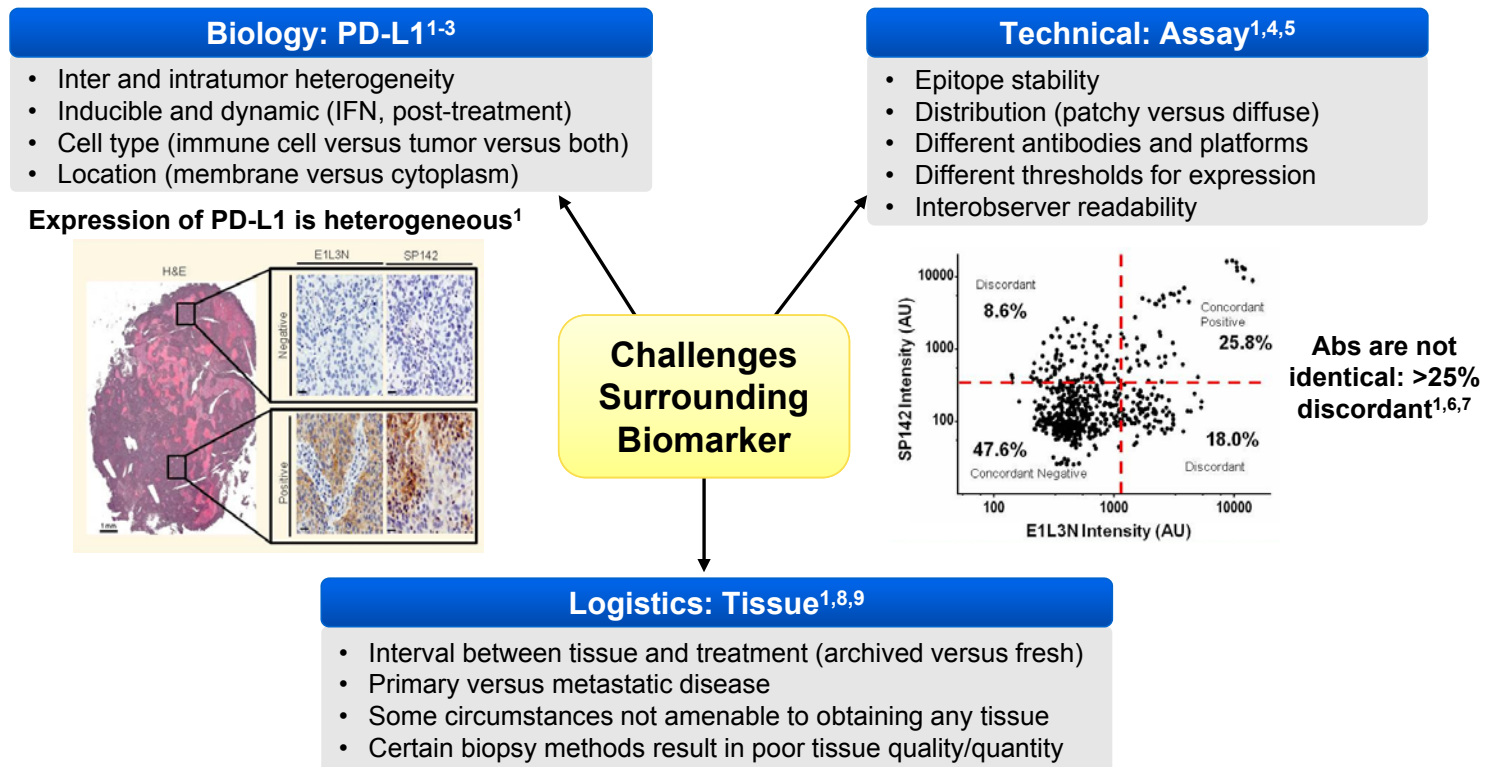 Biology: PD-L1¹⁻³
• Inter and intratumor heterogeneity
• Inducible and dynamic (IFN, post-treatment)
• Cell type (immune cell versus tumor versus both)
• Location (membrane versus cytoplasm)
Expression of PD-L1 is heterogeneous¹
H&E
E1L3N
SP142
Negative
Positive
1 mm
Technical: Assay¹,⁴,⁵
• Epitope stability
• Distribution (patchy versus diffuse)
• Different antibodies and platforms
• Different thresholds for expression
• Interobserver readability
SP142 Intensity (AU)
10000
1000
100
Discordant
8.6%
Concordant
Positive
25.8%
47.6%
Concordant Negative
18.0%
Discordant
100
1000
10000
E1L3N Intensity (AU)
Abs are not
identical: >25%
discordant¹,⁶,⁷
Challenges
Surrounding
Biomarker
Logistics: Tissue¹,⁸,⁹
• Interval between tissue and treatment (archived versus fresh)
• Primary versus metastatic disease
• Some circumstances not amenable to obtaining any tissue
• Certain biopsy methods result in poor tissue quality/quantity